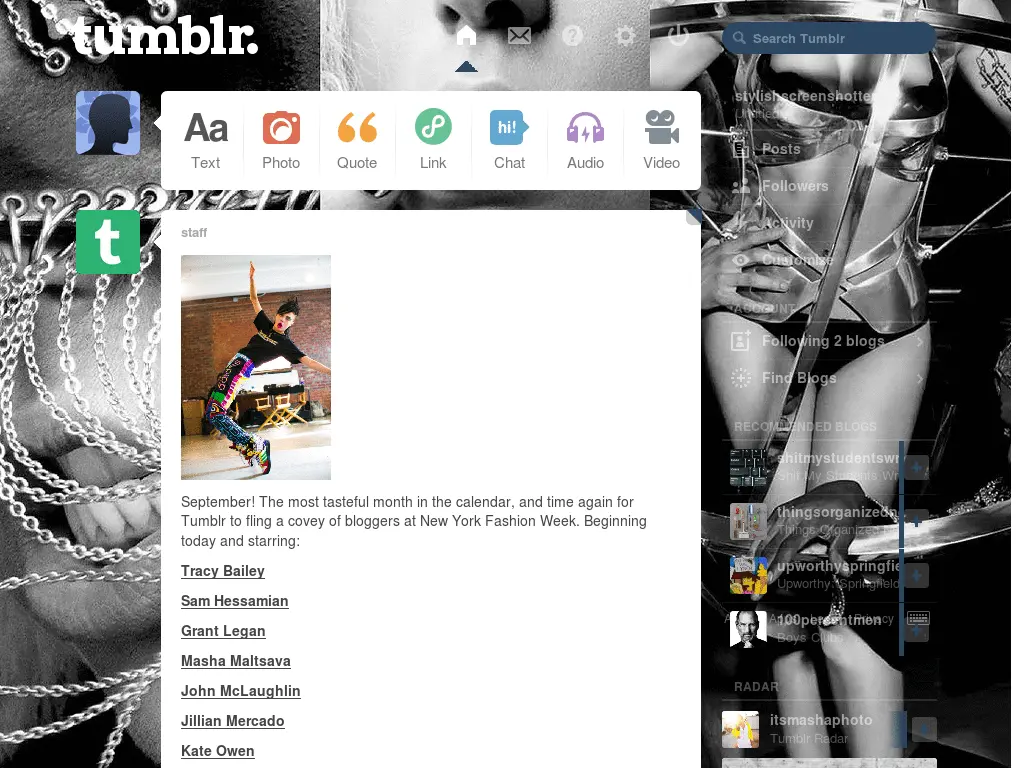 tumblr.
Search Tumblr
Aa
Text
Photo
Quote
Link
hi!
Chat
Audio
Video
staff
September! The most tasteful month in the calendar, and time again for
Tumblr to fling a covey of bloggers at New York Fashion Week. Beginning
today and starring:
Tracy Bailey
Sam Hessamian
Grant Legan
Masha Maltsava
John McLaughlin
Jillian Mercado
Kate Owen
stylishscreenshotter
Untitled
Posts
Followers
Activity
Customize
ACCOUNT
Following 2 blogs
Find Blogs
RECOMMENDED BLOGS
shitmystudentswr
Shit My Students Wr
thingsorganizedn
Things Organized
upworthyspringfie
Upworthy: Springfield
100percentmen
Boys Club
Privacy
RADAR
itsmashaphoto
Tumblr Radar